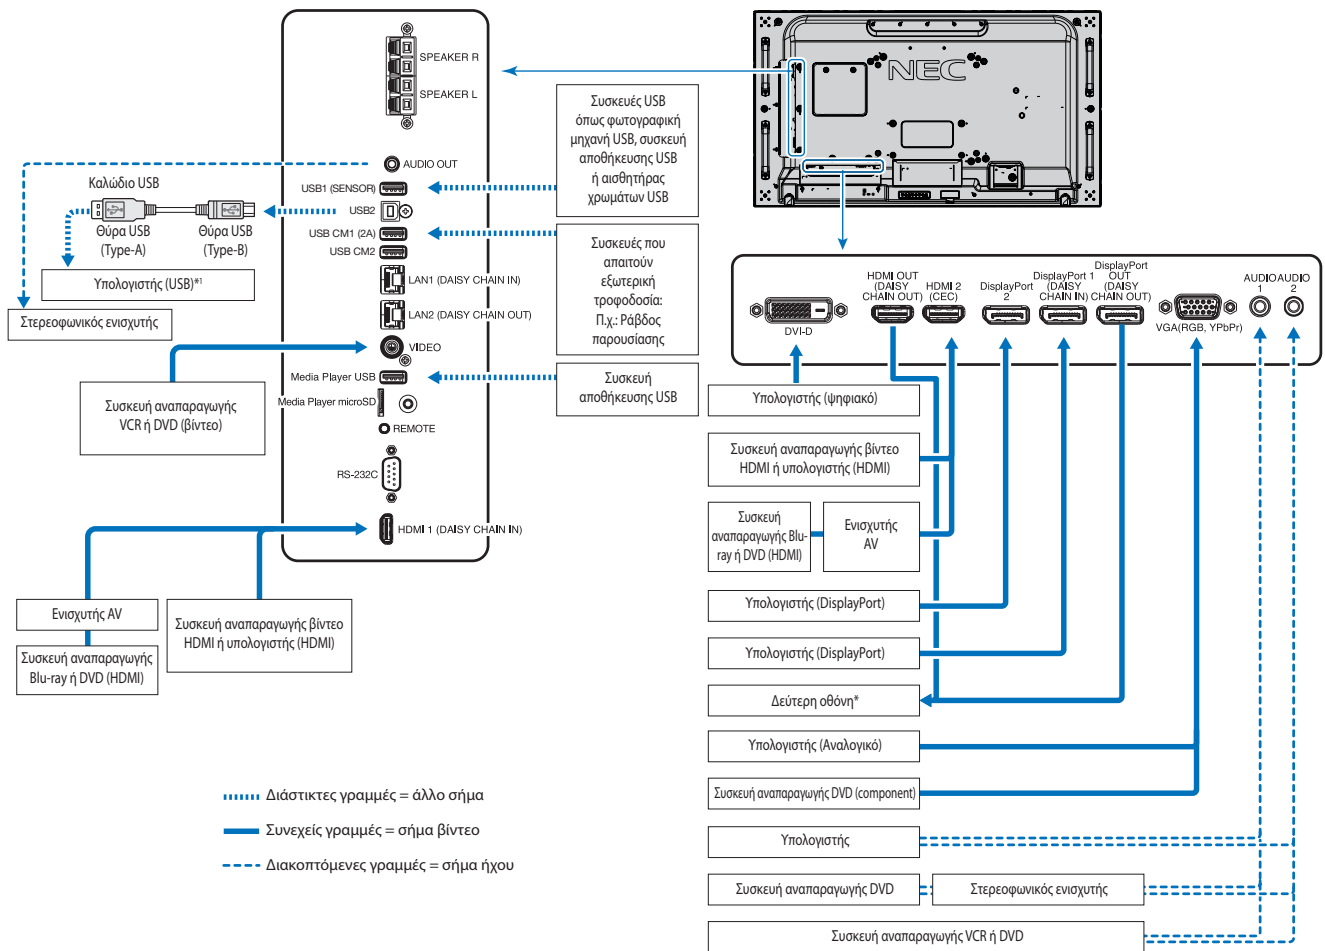 SPEAKER R
SPEAKER L
AUDIO OUT
USB1 (SENSOR)
USB2
USB CM1 (2A)
USB CM2
LAN1 (DAISY CHAIN IN)
LAN2 (DAISY CHAIN OUT)
VIDEO
Media Player USB
Media Player microSD
REMOTE
RS-232C
HDMI 1 (DAISY CHAIN IN)
Καλώδιο USB
Θύρα USB
(Type-A)
Θύρα USB
(Type-B)
Υπολογιστής (USB)*1
Στερεοφωνικός ενισχυτής
Συσκευή αναπαραγωγής
VCR ή DVD (βίντεο)
Ενισχυτής AV
Συσκευή αναπαραγωγής
Blu-ray ή DVD (HDMI)
Συσκευή αναπαραγωγής βίντεο
HDMI ή υπολογιστής (HDMI)
Συσκευές USB
όπως φωτογραφική
μηχανή USB, συσκευή
αποθήκευσης USB
ή αισθητήρας
χρωμάτων USB
Συσκευές που
απαιτούν
εξωτερική
τροφοδοσία:
Π.χ.: Ράβδος
παρουσίασης
Συσκευή
αποθήκευσης USB
NEC
DVI-D
HDMI OUT
(DAISY
CHAIN OUT)
HDMI 2
(CEC)
DisplayPort
2
DisplayPort 1
(DAISY
CHAIN IN)
DisplayPort
OUT
(DAISY
CHAIN OUT)
VGA(RGB, YPbPr)
AUDIO
1
AUDIO
2
Υπολογιστής (ψηφιακό)
Συσκευή αναπαραγωγής βίντεο
HDMI ή υπολογιστής (HDMI)
Συσκευή
αναπαραγωγής Blu-
ray ή DVD (HDMI)
Ενισχυτής
AV
Υπολογιστής (DisplayPort)
Υπολογιστής (DisplayPort)
Δεύτερη οθόνη*
Υπολογιστής (Αναλογικό)
Συσκευή αναπαραγωγής DVD (component)
Υπολογιστής
Συσκευή αναπαραγωγής DVD
Στερεοφωνικός ενισχυτής
Συσκευή αναπαραγωγής VCR ή DVD
Διάστικτες γραμμές = άλλο σήμα
Συνεχείς γραμμές = σήμα βίντεο
Διακοπτόμενες γραμμές = σήμα ήχου